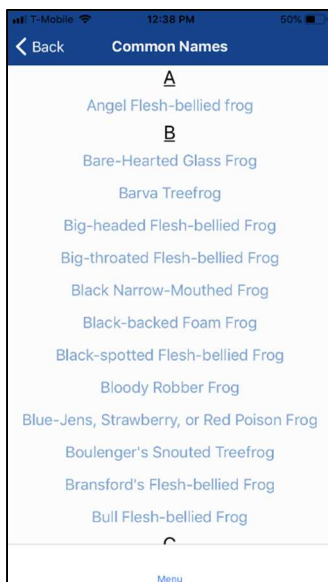 T-Mobile 12:38 PM 50%
Back Common Names
A
Angel Flesh-bellied frog
B
Bare-Hearted Glass Frog
Barva Treefrog
Big-headed Flesh-bellied Frog
Big-throated Flesh-bellied Frog
Black Narrow-Mouthed Frog
Black-backed Foam Frog
Black-spotted Flesh-bellied Frog
Bloody Robber Frog
Blue-Jens, Strawberry, or Red Poison Frog
Boulenger's Snouted Treefrog
Bransford's Flesh-bellied Frog
Bull Flesh-bellied Frog
Menu